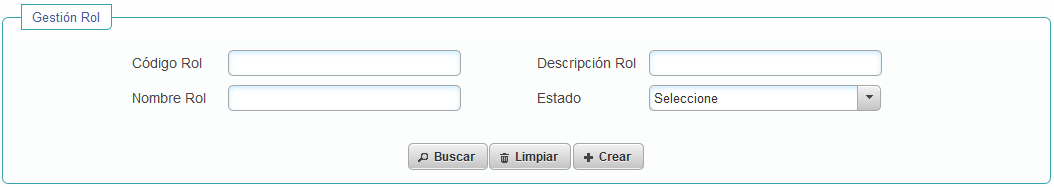 Gestión Rol
Código Rol Descripción Rol
Nombre Rol Estado Seleccione
Buscar Limpiar Crear